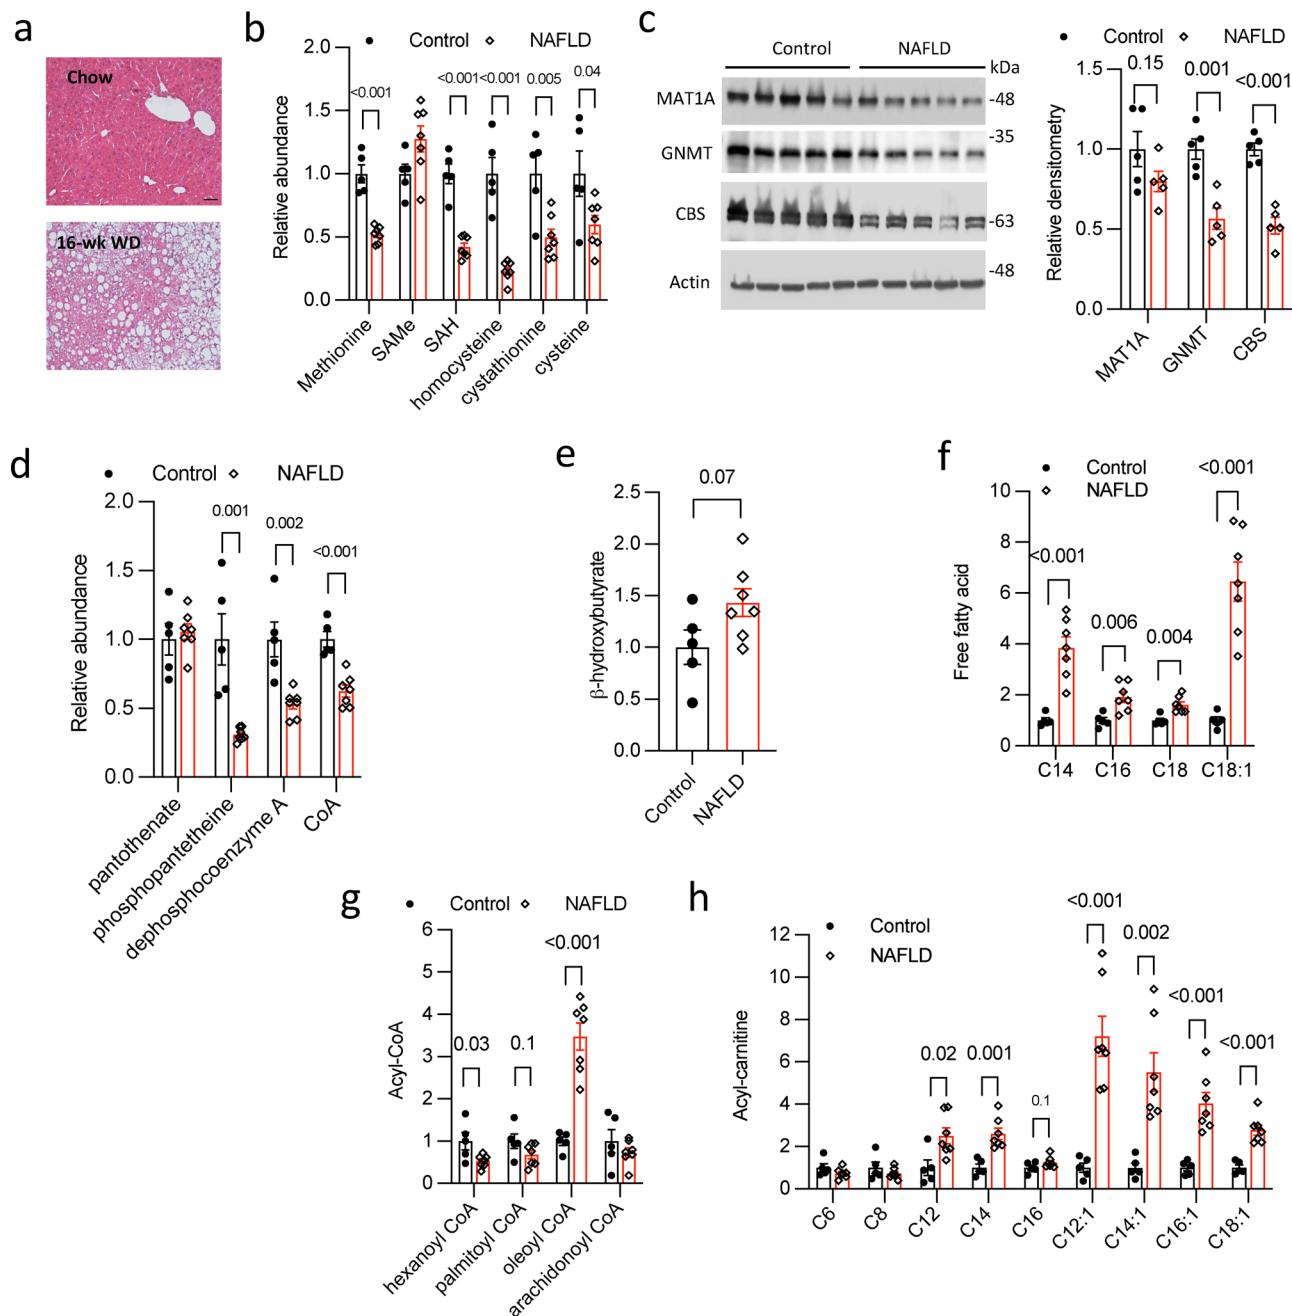 a
Chow
16-wk WD
b
Control
NAFLD
Relative abundance
2.0
1.5
1.0
0.5
0.0
<0.001
<0.001
<0.001
0.005
0.04
Methionine
SAMe
SAH
homocysteine
cystathionine
cysteine
c
Control
NAFLD
kDa
MAT1A
-48
-35
GNMT
CBS
-63
-48
Actin
Control
NAFLD
Relative densitometry
1.5
1.0
0.5
0.0
0.15
0.001
<0.001
MAT1A
GNMT
CBS
d
Control
NAFLD
Relative abundance
2.0
1.5
1.0
0.5
0.0
0.001
0.002
<0.001
pantothenate
phosphopantetheine
dephosphocoenzyme A
CoA
e
β-hydroxybutyrate
2.5
2.0
1.5
1.0
0.5
0.0
0.07
Control
NAFLD
f
Control
NAFLD
Free fatty acid
10
8
6
4
2
0
<0.001
0.006
0.004
<0.001
C14
C16
C18
C18:1
g
Control
NAFLD
Acyl-CoA
6
5
4
3
2
1
0
0.03
0.1
<0.001
hexanoyl CoA
palmitoyl CoA
oleoyl CoA
arachidonoyl CoA
h
Control
NAFLD
Acyl-carnitine
12
10
8
6
4
2
0
0.02
0.001
0.1
<0.001
0.002
<0.001
<0.001
C6
C8
C12
C14
C16
C12:1
C14:1
C16:1
C18:1